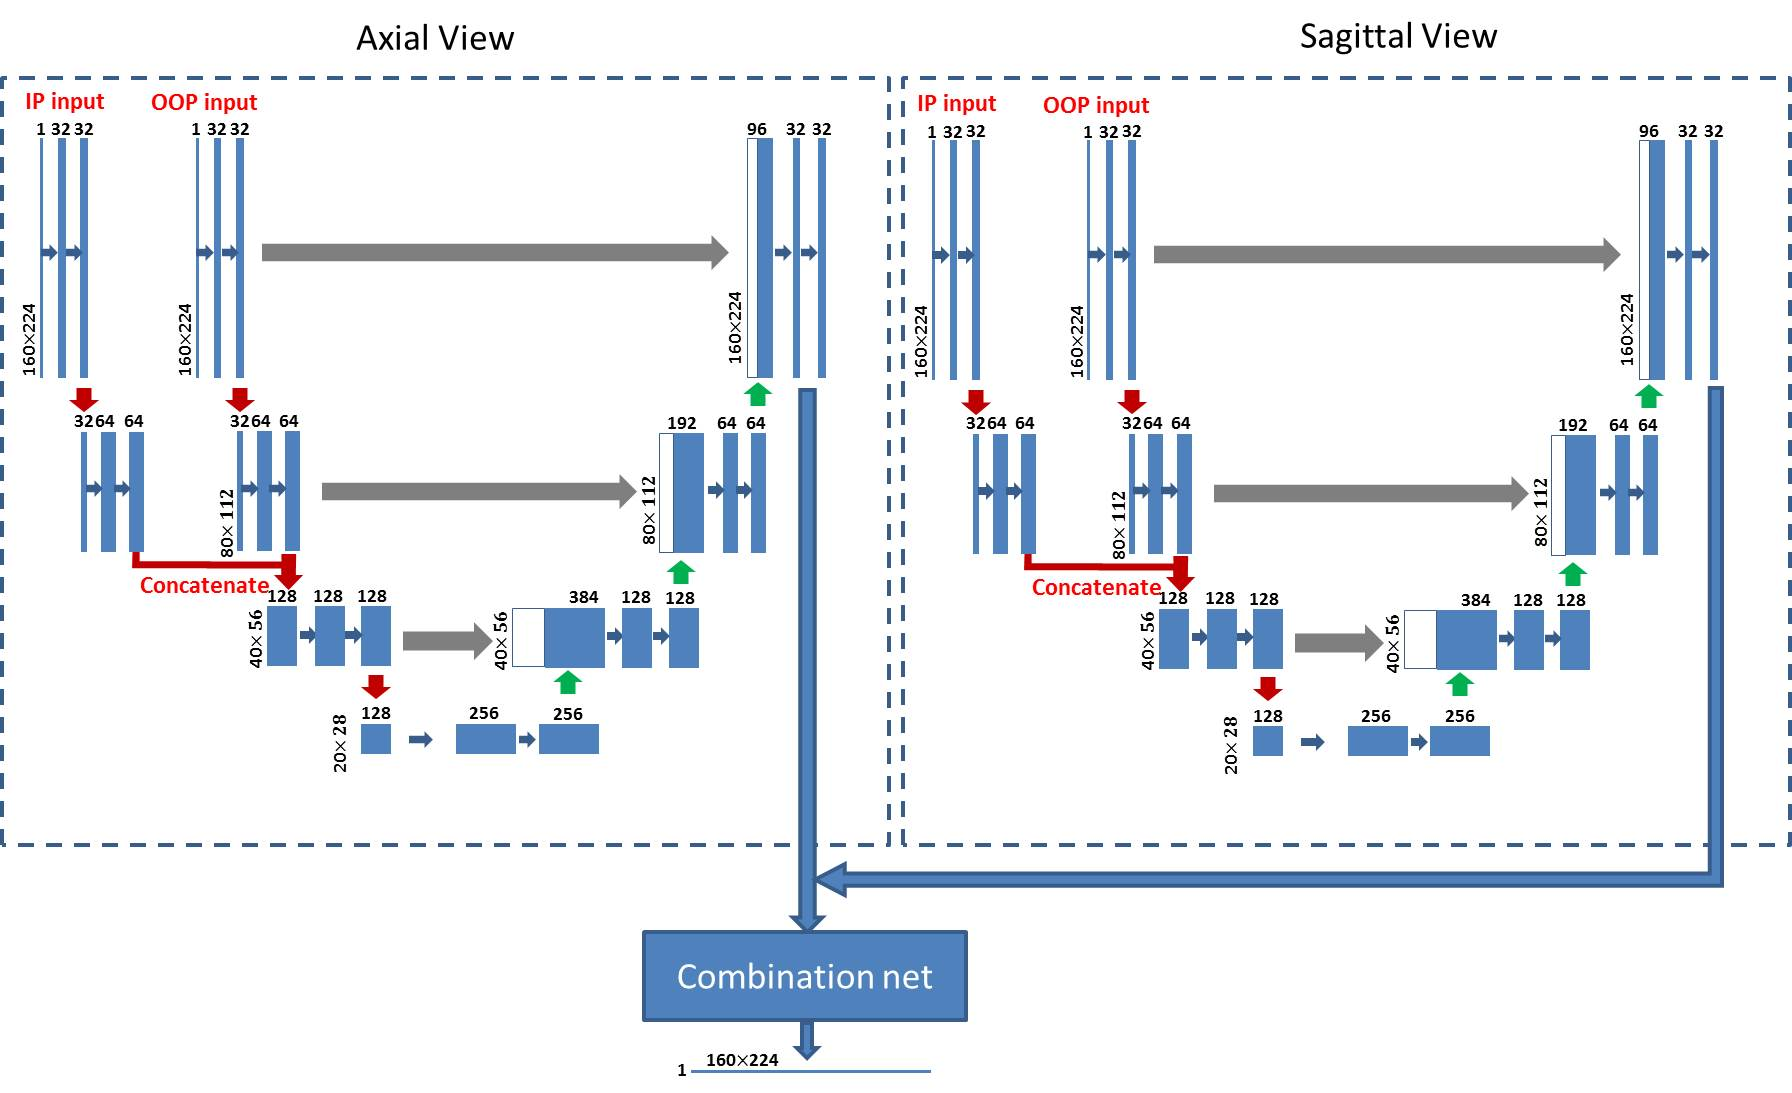 Axial View
Sagittal View
IP input
OOP input
1 32 32
1 32 32
96 32 32
160×224
160×224
160×224
32 64 64
32 64 64
192 64 64
80× 112
80× 112
Concatenate
128 128 128
384 128 128
40× 56
40× 56
128 256 256
20× 28
IP input
OOP input
1 32 32
1 32 32
96 32 32
160×224
160×224
160×224
32 64 64
32 64 64
192 64 64
80× 112
80× 112
Concatenate
128 128 128
384 128 128
40× 56
40× 56
128 256 256
20× 28
Combination net
160×224
1